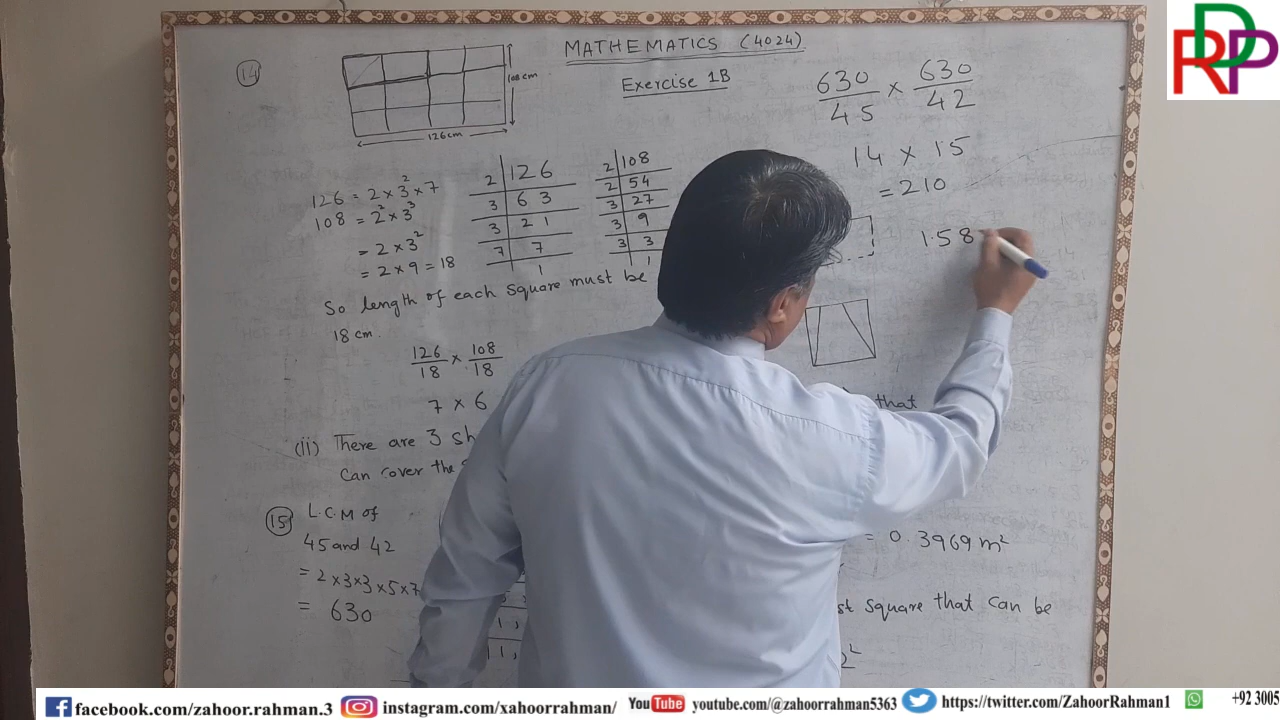 RDP
MATHEMATICS (4024)
Exercise 1B
14
108 cm
126cm
126 = 2 × 3² × 7
108 = 2² × 3³
= 2 × 3²
= 2 × 9 = 18
2 | 126
3 | 63
3 | 21
7 | 7
1
2 | 108
2 | 54
3 | 27
3 | 9
3 | 3
1
So length of each square must be
18 cm.
126/18 × 108/18
7 × 6
(ii) There are 3
can cover the
15 L.C.M of
45 and 42
= 2×3×3×5×7
= 630
630/45 × 630/42
14 × 15
= 210
1.58
that
= 0.3969 m²
square that can be
facebook.com/zahoor.rahman.3 instagram.com/xahoorrahman/ YouTube youtube.com/@zahoorrahman5363 https://twitter.com/ZahoorRahman1 +92 3005